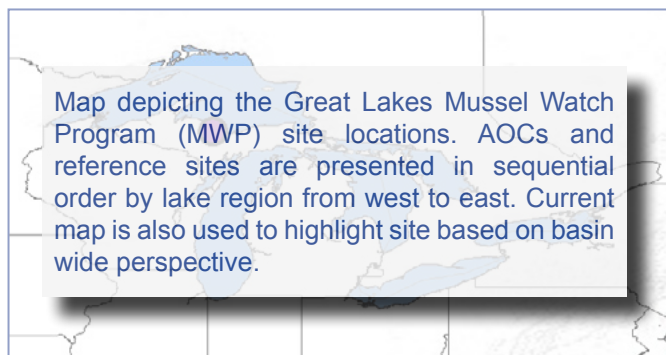 Map depicting the Great Lakes Mussel Watch
Program (MWP) site locations. AOCs and
reference sites are presented in sequential
order by lake region from west to east. Current
map is also used to highlight site based on basin
wide perspective.